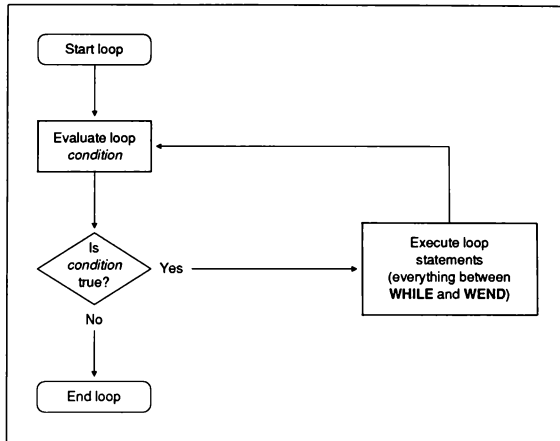 Start loop
Evaluate loop
condition
Is
condition
true?
Yes
Execute loop
statements
(everything between
WHILE and WEND)
No
End loop